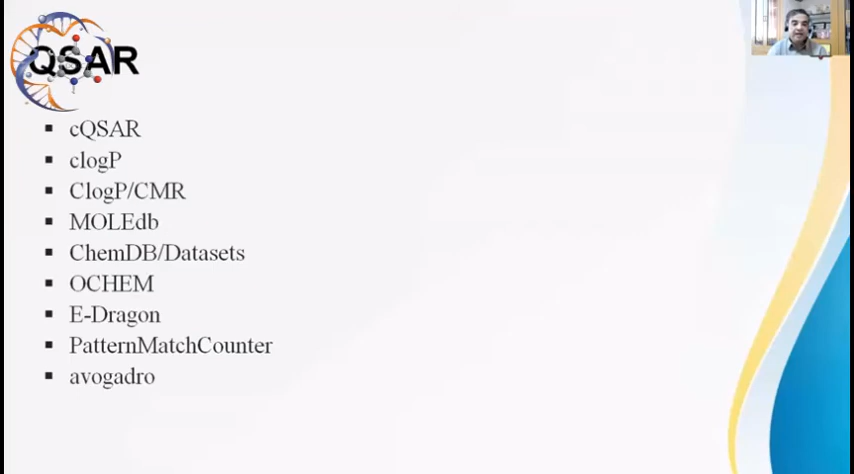 QSAR
▪ cQSAR
▪ clogP
▪ ClogP/CMR
▪ MOLEdb
▪ ChemDB/Datasets
▪ OCHEM
▪ E-Dragon
▪ PatternMatchCounter
▪ avogadro